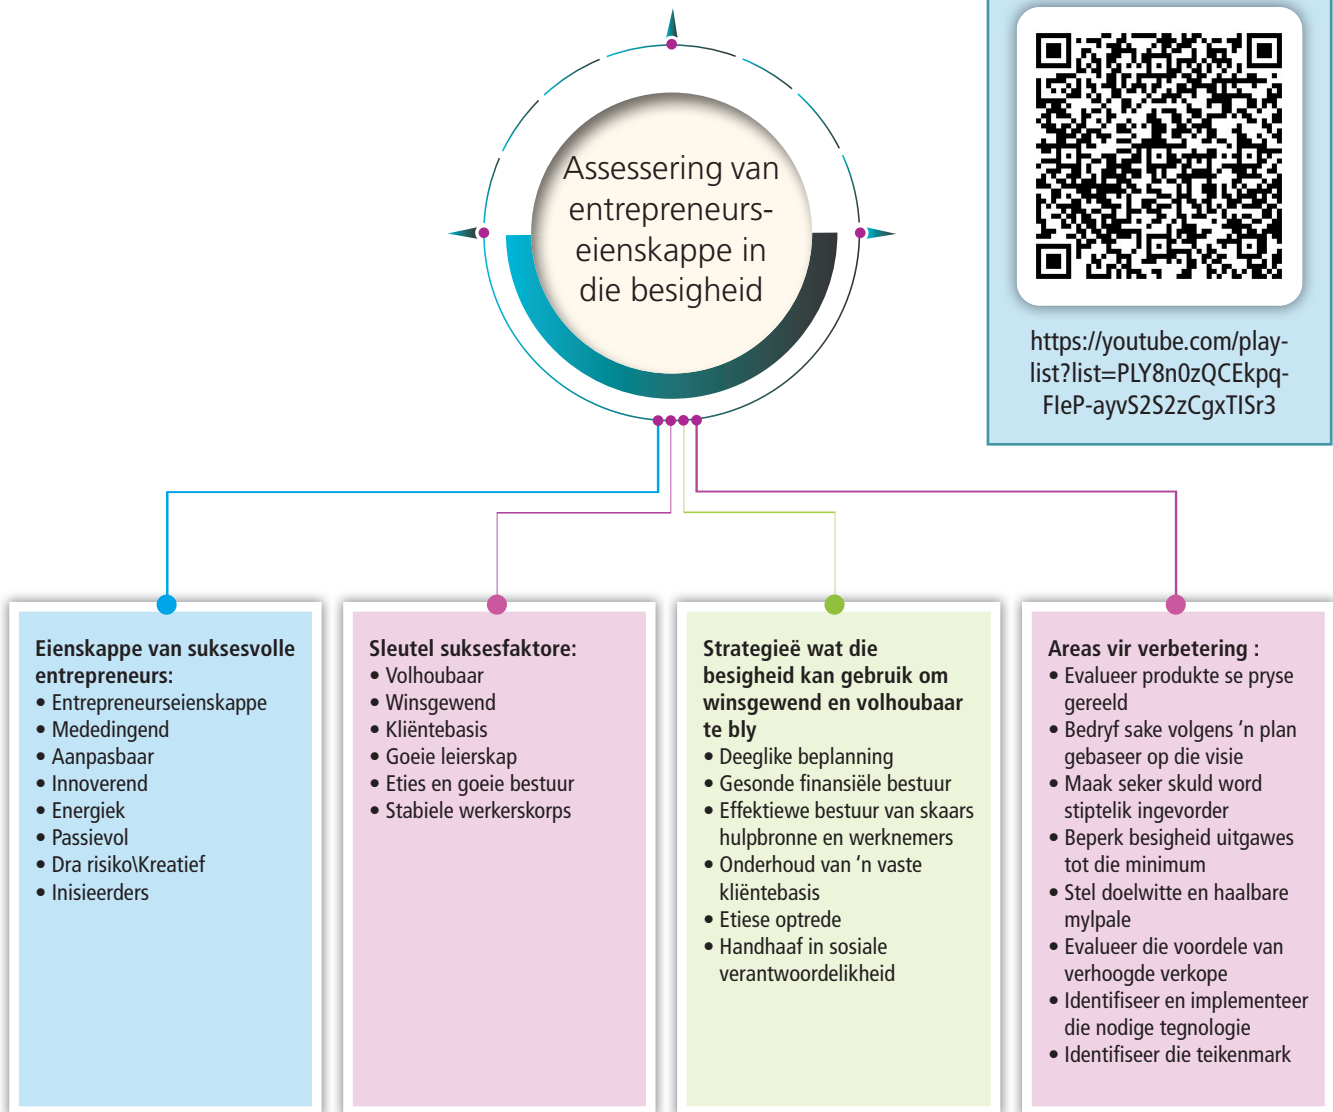 Assessering van
entrepreneurs-
eienskappe in
die besigheid
https://youtube.com/play-
list?list=PLY8n0zQCEkpq-
FIeP-ayvS2S2zCgxTISr3
Eienskappe van suksesvolle
entrepreneurs:
• Entrepreneurseienskappe
• Mededingend
• Aanpasbaar
• Innoverend
• Energiek
• Passievol
• Dra risiko\Kreatief
• Inisieerders
Sleutel suksesfaktore:
• Volhoubaar
• Winsgewend
• Kliëntebasis
• Goeie leierskap
• Eties en goeie bestuur
• Stabiele werkerskorps
Strategieë wat die
besigheid kan gebruik om
winsgewend en volhoubaar
te bly
• Deeglike beplanning
• Gesonde finansiële bestuur
• Effektiewe bestuur van skaars
hulpbronne en werknemers
• Onderhoud van ‘n vaste
kliëntebasis
• Etiese optrede
• Handhaaf in sosiale
verantwoordelikheid
Areas vir verbetering :
• Evalueer produkte se pryse
gereeld
• Bedryf sake volgens ‘n plan
gebaseer op die visie
• Maak seker skuld word
stiptelik ingevorder
• Beperk besigheid uitgawes
tot die minimum
• Stel doelwitte en haalbare
mylpale
• Evalueer die voordele van
verhoogde verkope
• Identifiseer en implementeer
die nodige tegnologie
• Identifiseer die teikenmark